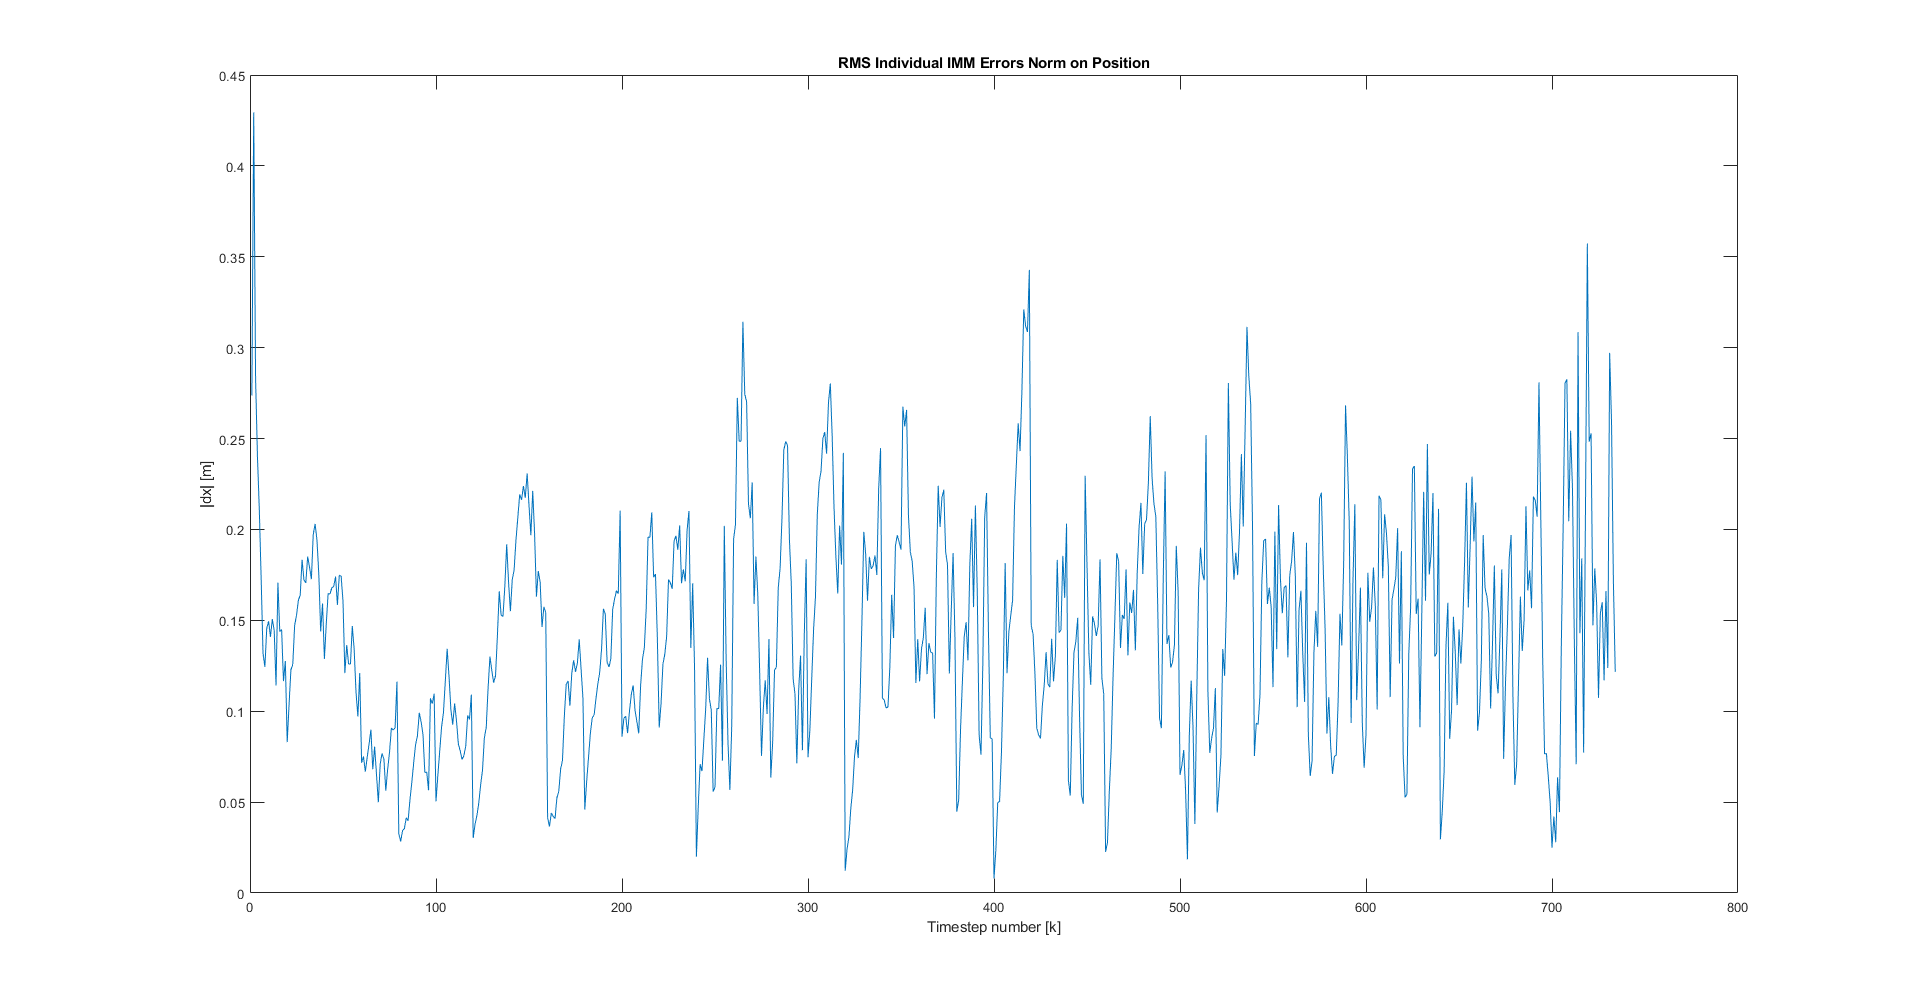 RMS Individual IMM Errors Norm on Position
0.45
0.4
0.35
0.3
0.25
0.2
0.15
0.1
0.05
0
|dx| [m]
0 100 200 300 400 500 600 700 800
Timestep number [k]